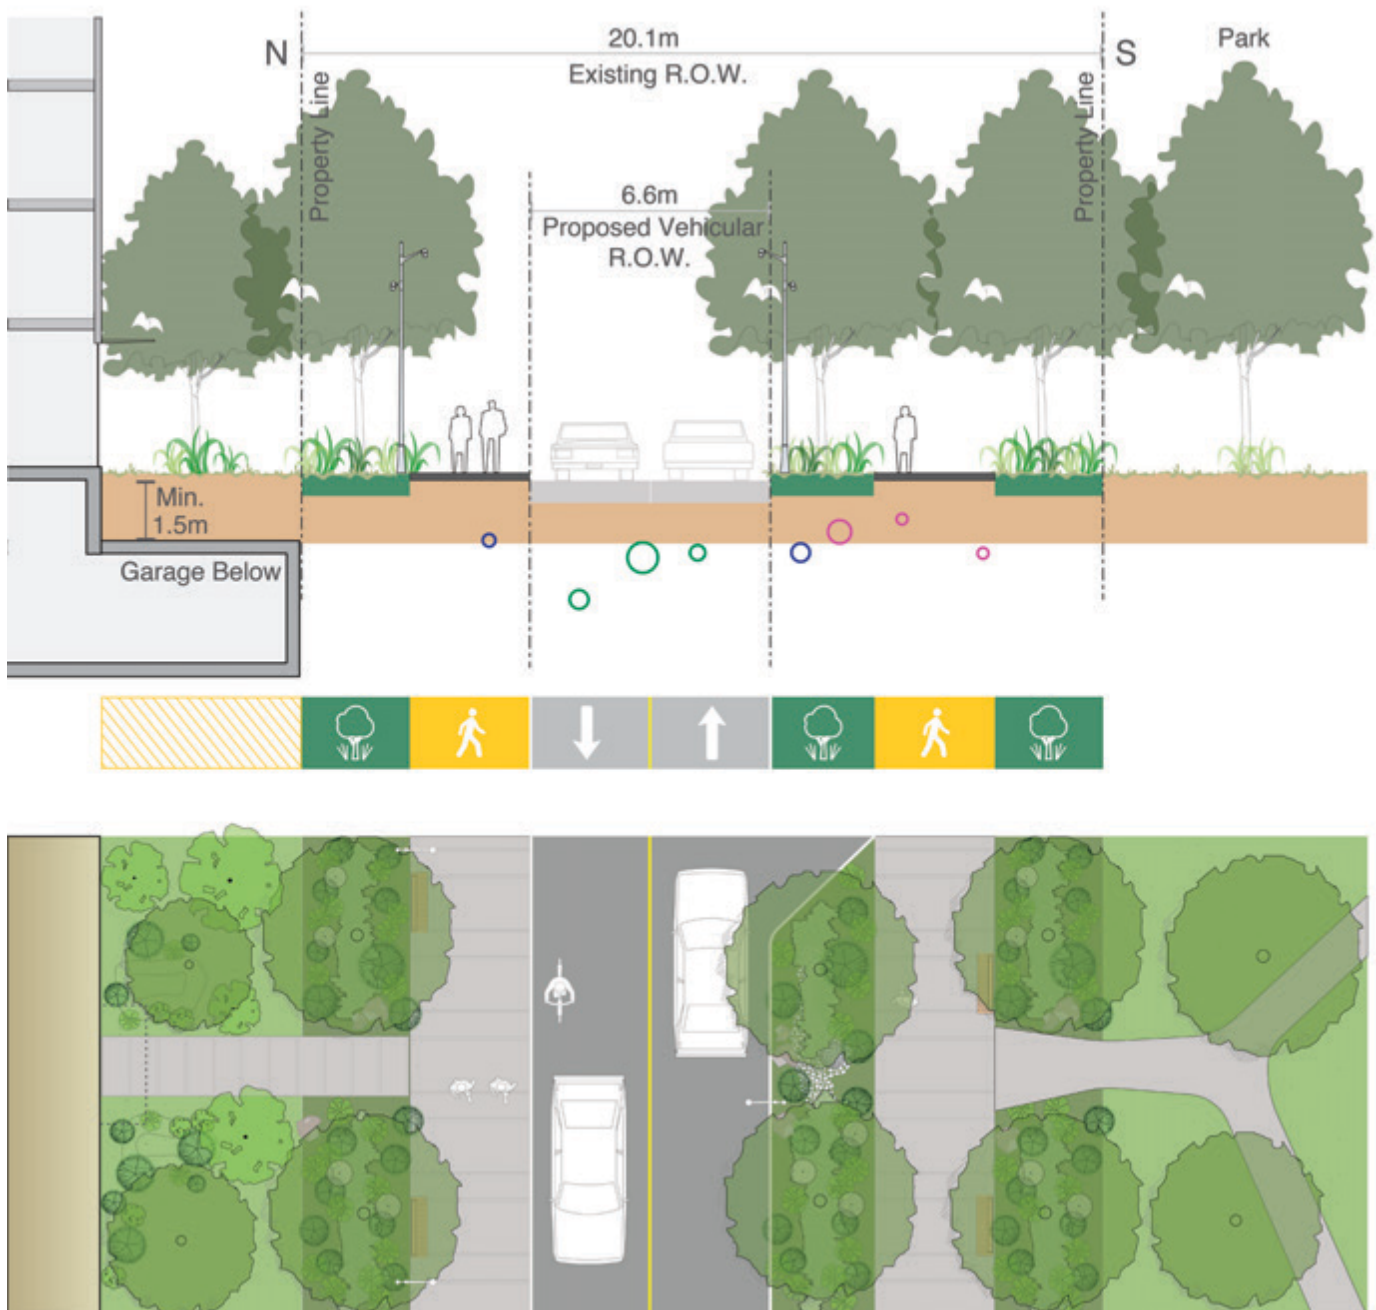 N
20.1m
S
Park
Existing R.O.W.
Property Line
Property Line
6.6m
Proposed Vehicular
R.O.W.
Min.
1.5m
Garage Below